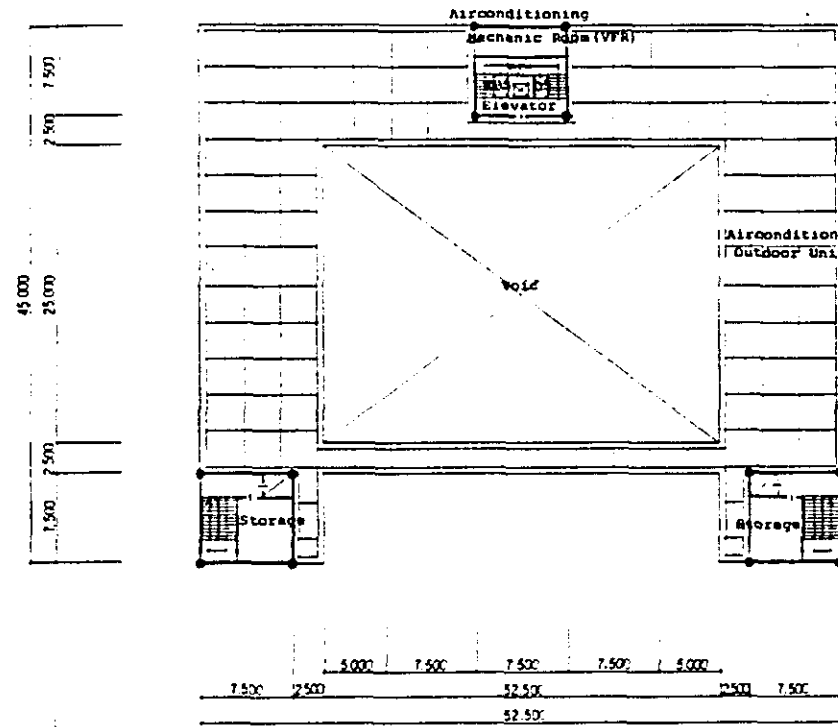 Airconditioning
Mechanic Room(VFR)
Elevator
Aircondition
Outdoor Uni
Void
Storage
Storage
7.500
2.500
45.000
25.000
2.500
7.500
5.000 7.500 7.500 7.500 5.000
7.500 2.500 52.500 2.500 7.500
52.500